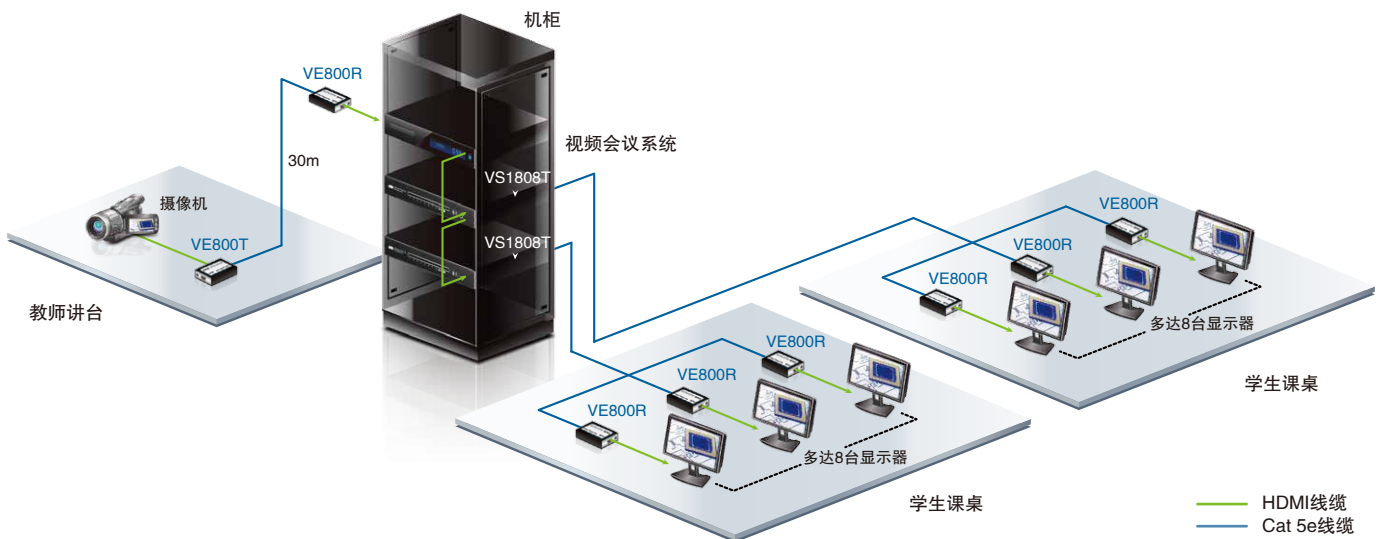 机柜
VE800R
30m
摄像机
VE800T
教师讲台
视频会议系统
VS1808T
VS1808T
VE800R
VE800R
VE800R
多达8台显示器
学生课桌
VE800R
VE800R
VE800R
多达8台显示器
学生课桌
HDMI线缆
Cat 5e线缆